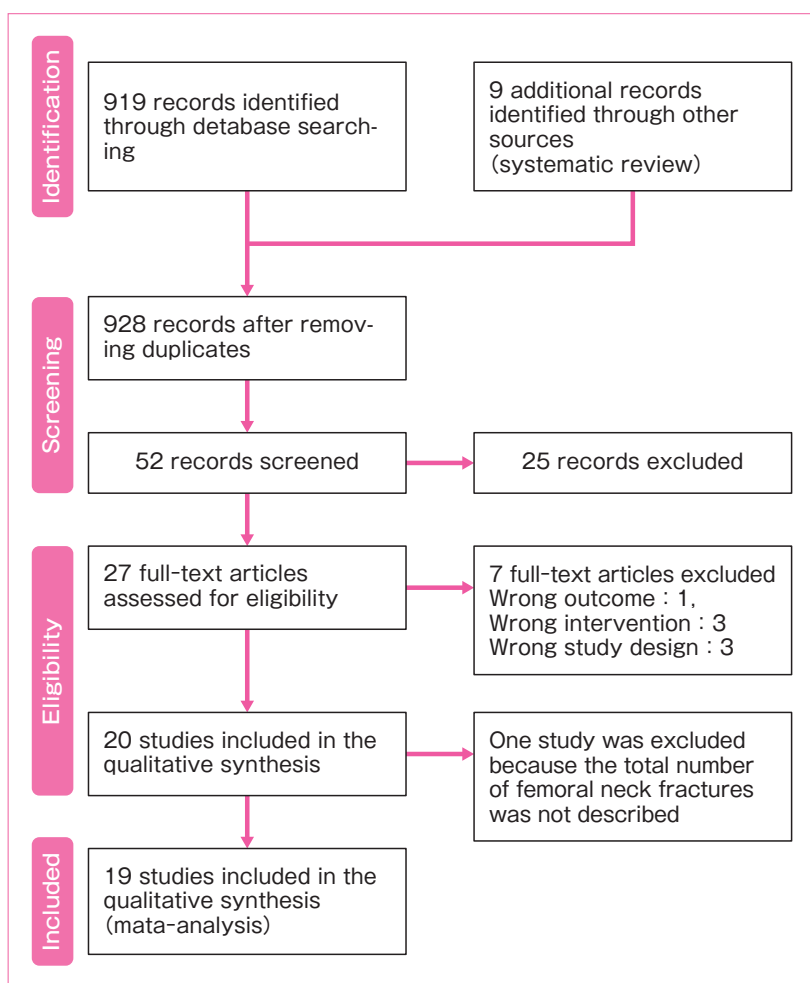 Identification
919 records identified
through detabase search-
ing
9 additional records
identified through other
sources
(systematic review)
Screening
928 records after remov-
ing duplicates
52 records screened
25 records excluded
Eligibility
27 full-text articles
assessed for eligibility
7 full-text articles excluded
Wrong outcome : 1,
Wrong intervention : 3
Wrong study design : 3
20 studies included in the
qualitative synthesis
One study was excluded
because the total number
of femoral neck fractures
was not described
Included
19 studies included in the
qualitative synthesis
(mata-analysis)